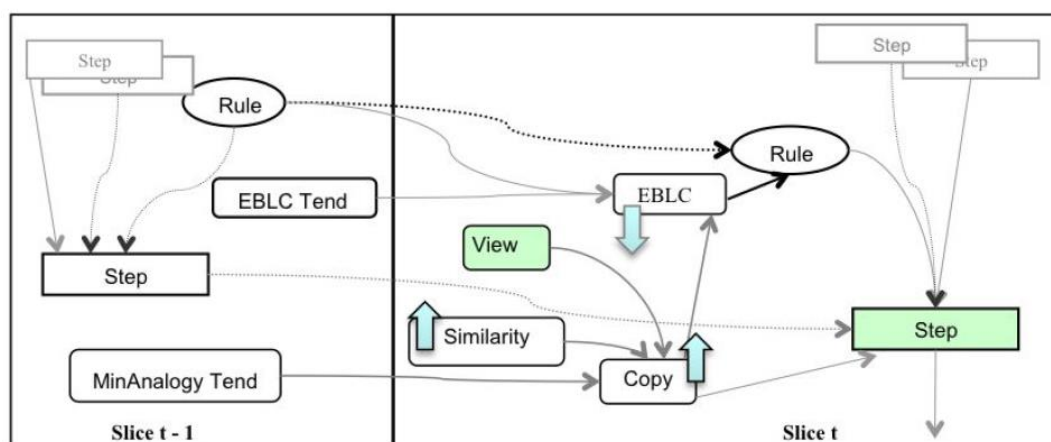 Step
Step
Rule
EBLC Tend
Step
MinAnalogy Tend
Slice t - 1
Step
Step
Rule
EBLC
View
Similarity
Copy
Step
Slice t